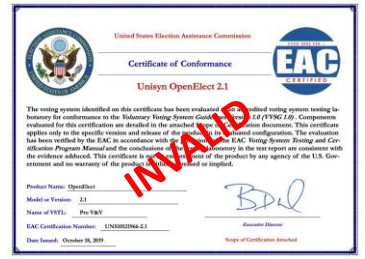 United States Election Assistance Commission
EAC
CERTIFIED
Certificate of Conformance
Unisyn OpenElect 2.1
The voting system identified on this certificate has been evaluated at an accredited voting system testing la-
boratory for conformance to the Voluntary Voting System Guidelines Version 1.0 (VVSG 1.0) . Components
evaluated for this certification are detailed in the attached Scope of Certification document. This certificate
applies only to the specific version and release of the product in its evaluated configuration. The evaluation
has been verified by the EAC in accordance with the provisions of the EAC Voting System Testing and Cer-
tification Program Manual and the conclusions of the testing laboratory in the test report are consistent with
the evidence adduced. This certificate is not an endorsement of the product by any agency of the U.S. Gov-
ernment and no warranty of the product is either expressed or implied.
INVALID
Product Name: OpenElect
Model or Version: 2.1
Name of VSTL: Pro V&V
EAC Certification Number: UNS10121966-2.1
Date Issued: October 18, 2019
Executive Director
Scope of Certification Attached